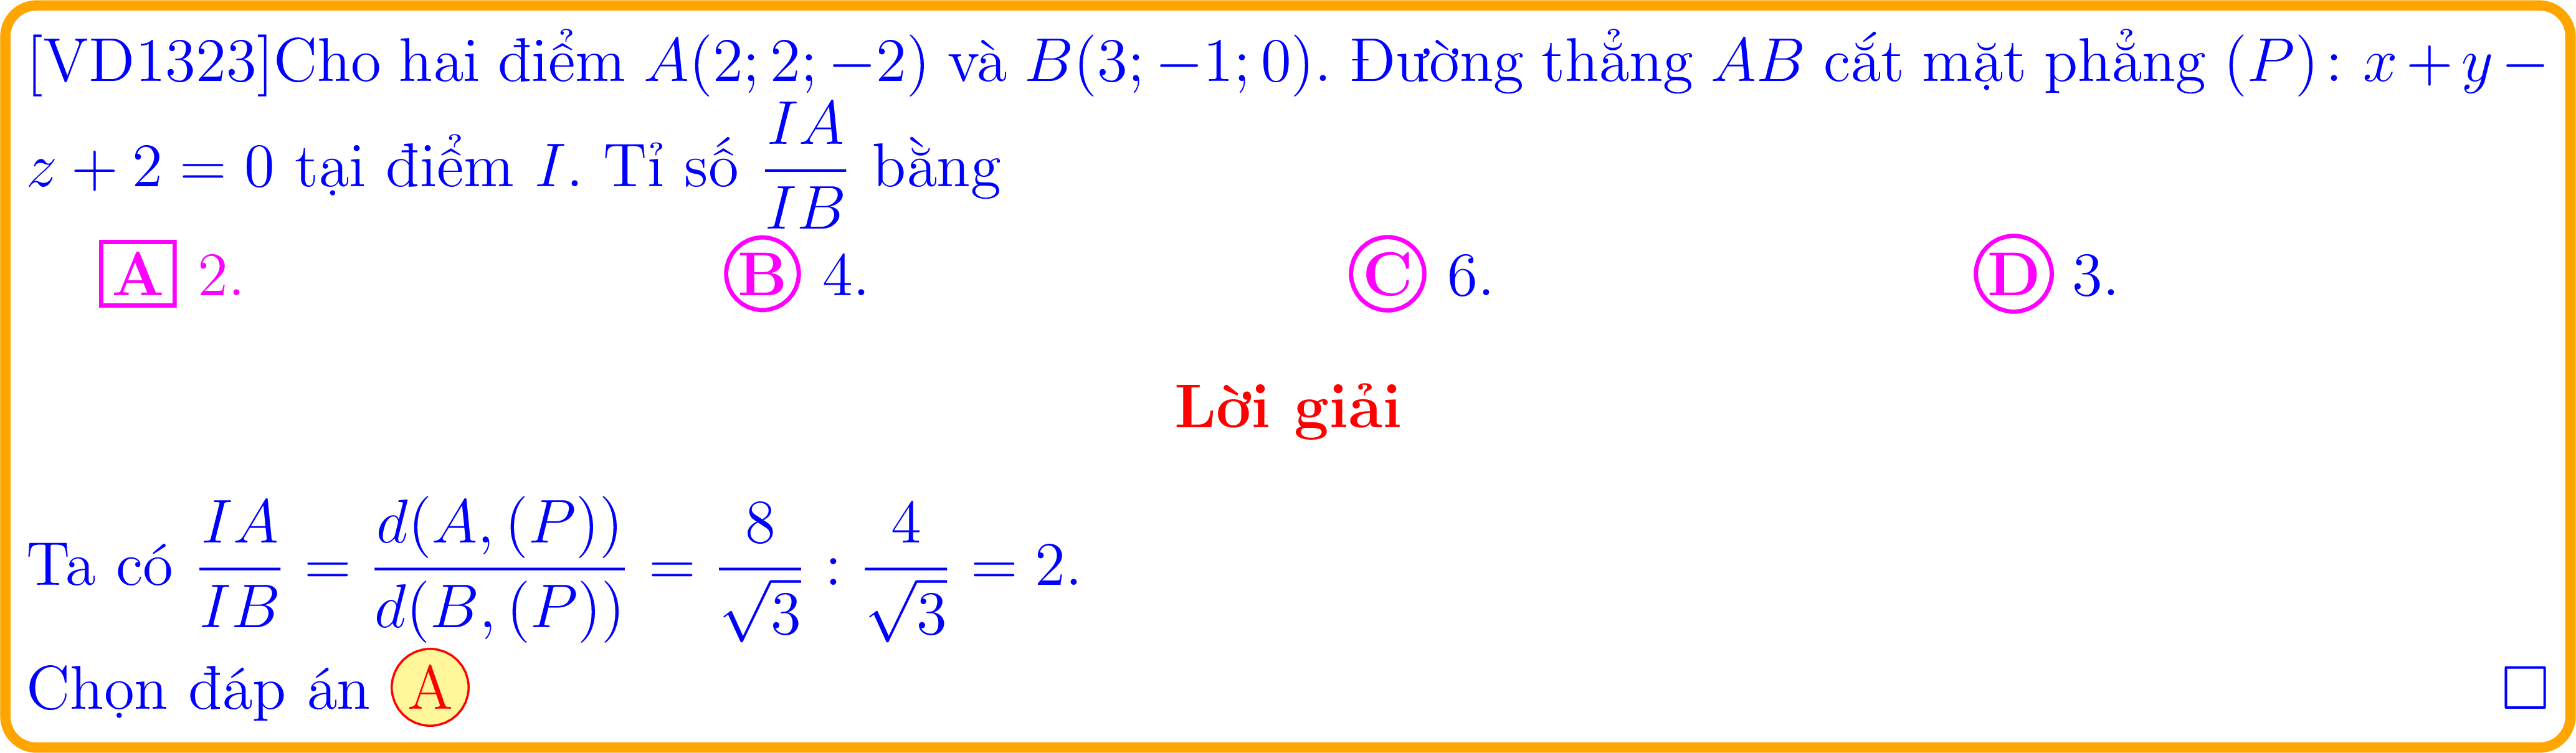 [VD1323]Cho hai điểm A(2; 2; −2) và B(3; −1; 0). Đường thẳng AB cắt mặt phẳng (P): x + y −
z + 2 = 0 tại điểm I. Tỉ số \frac{IA}{IB} bằng
A 2. B 4. C 6. D 3.
Lời giải
Ta có \frac{IA}{IB} = \frac{d(A, (P))}{d(B, (P))} = \frac{8}{\sqrt{3}} : \frac{4}{\sqrt{3}} = 2.
Chọn đáp án A □